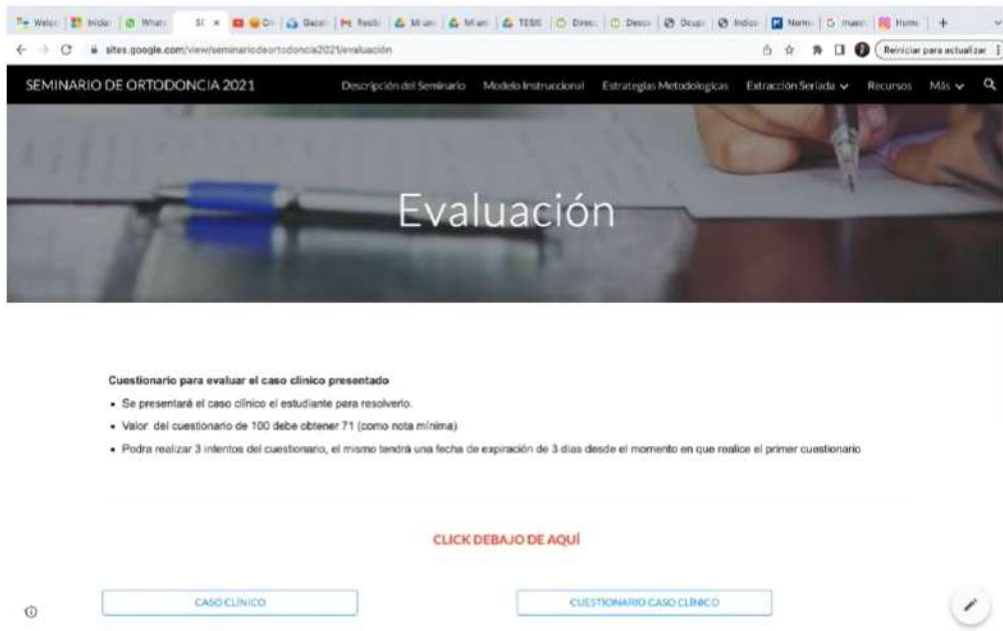 Inicia
What
TESIS
sites.google.com/view/seminariodeortodoncia2021/evaluación
Reiniciar para actualizar
SEMINARIO DE ORTODONCIA 2021 Descripción del Seminario Modelo Instruccional Estrategias Metodologicas Extracción Seriada Recursos Más
Evaluación
Cuestionario para evaluar el caso clínico presentado
• Se presentará el caso clínico el estudiante para resolverlo.
• Valor del cuestionario de 100 debe obtener 71 (como nota mínima)
• Podra realizar 3 intentos del cuestionario, el mismo tendrá una fecha de expiración de 3 dias desde el momento en que realice el primer cuestionario
CLICK DEBAJO DE AQUÍ
CASO CLÍNICO CUESTIONARIO CASO CLÍNICO